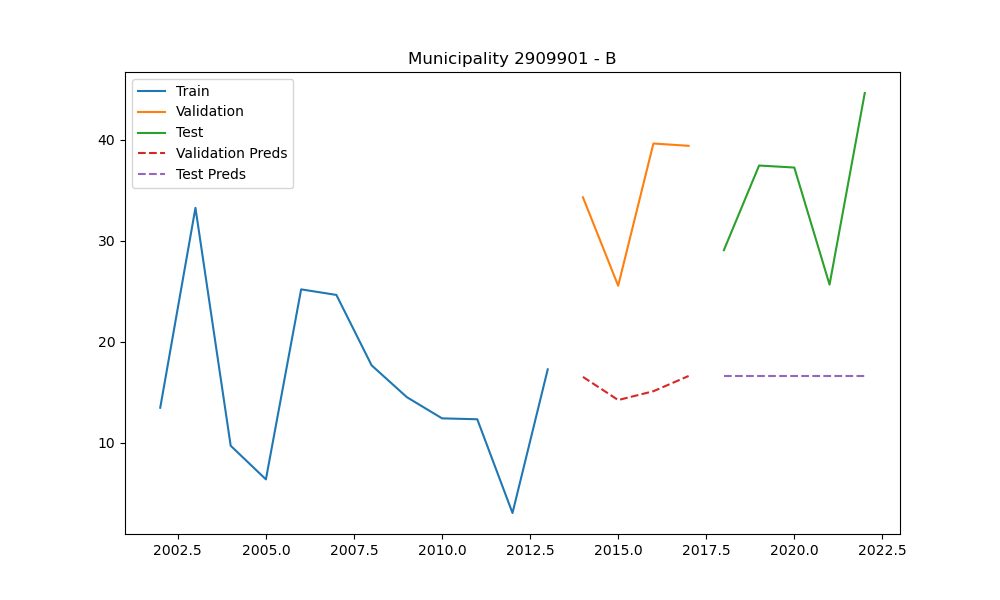 Municipality 2909901 - B
Train
Validation
Test
Validation Preds
Test Preds
40
30
20
10
2002.5 2005.0 2007.5 2010.0 2012.5 2015.0 2017.5 2020.0 2022.5